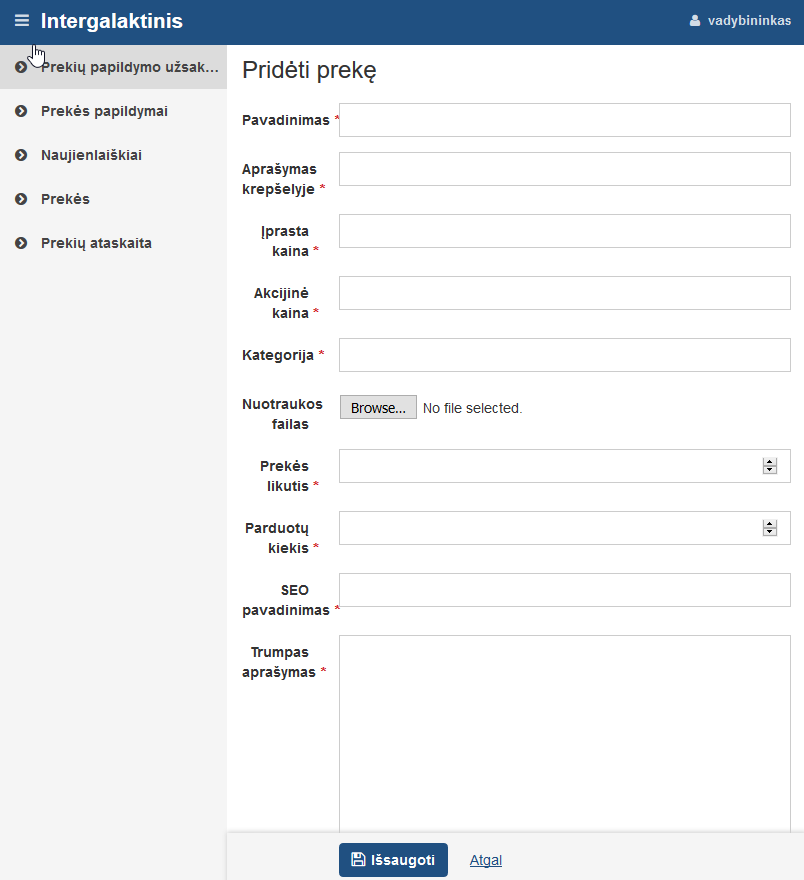 Intergalaktinis
vadybininkas
Prekių papildymo užsak...
Prekės papildymai
Naujienlaiškiai
Prekės
Prekių ataskaita
Pridėti prekę
Pavadinimas *
Aprašymas
krepšelyje *
Įprasta
kaina *
Akcijinė
kaina *
Kategorija *
Nuotraukos
failas
Browse... No file selected.
Prekės
likutis *
Parduotų
kiekis *
SEO
pavadinimas *
Trumpas
aprašymas *
Išsaugoti Atgal